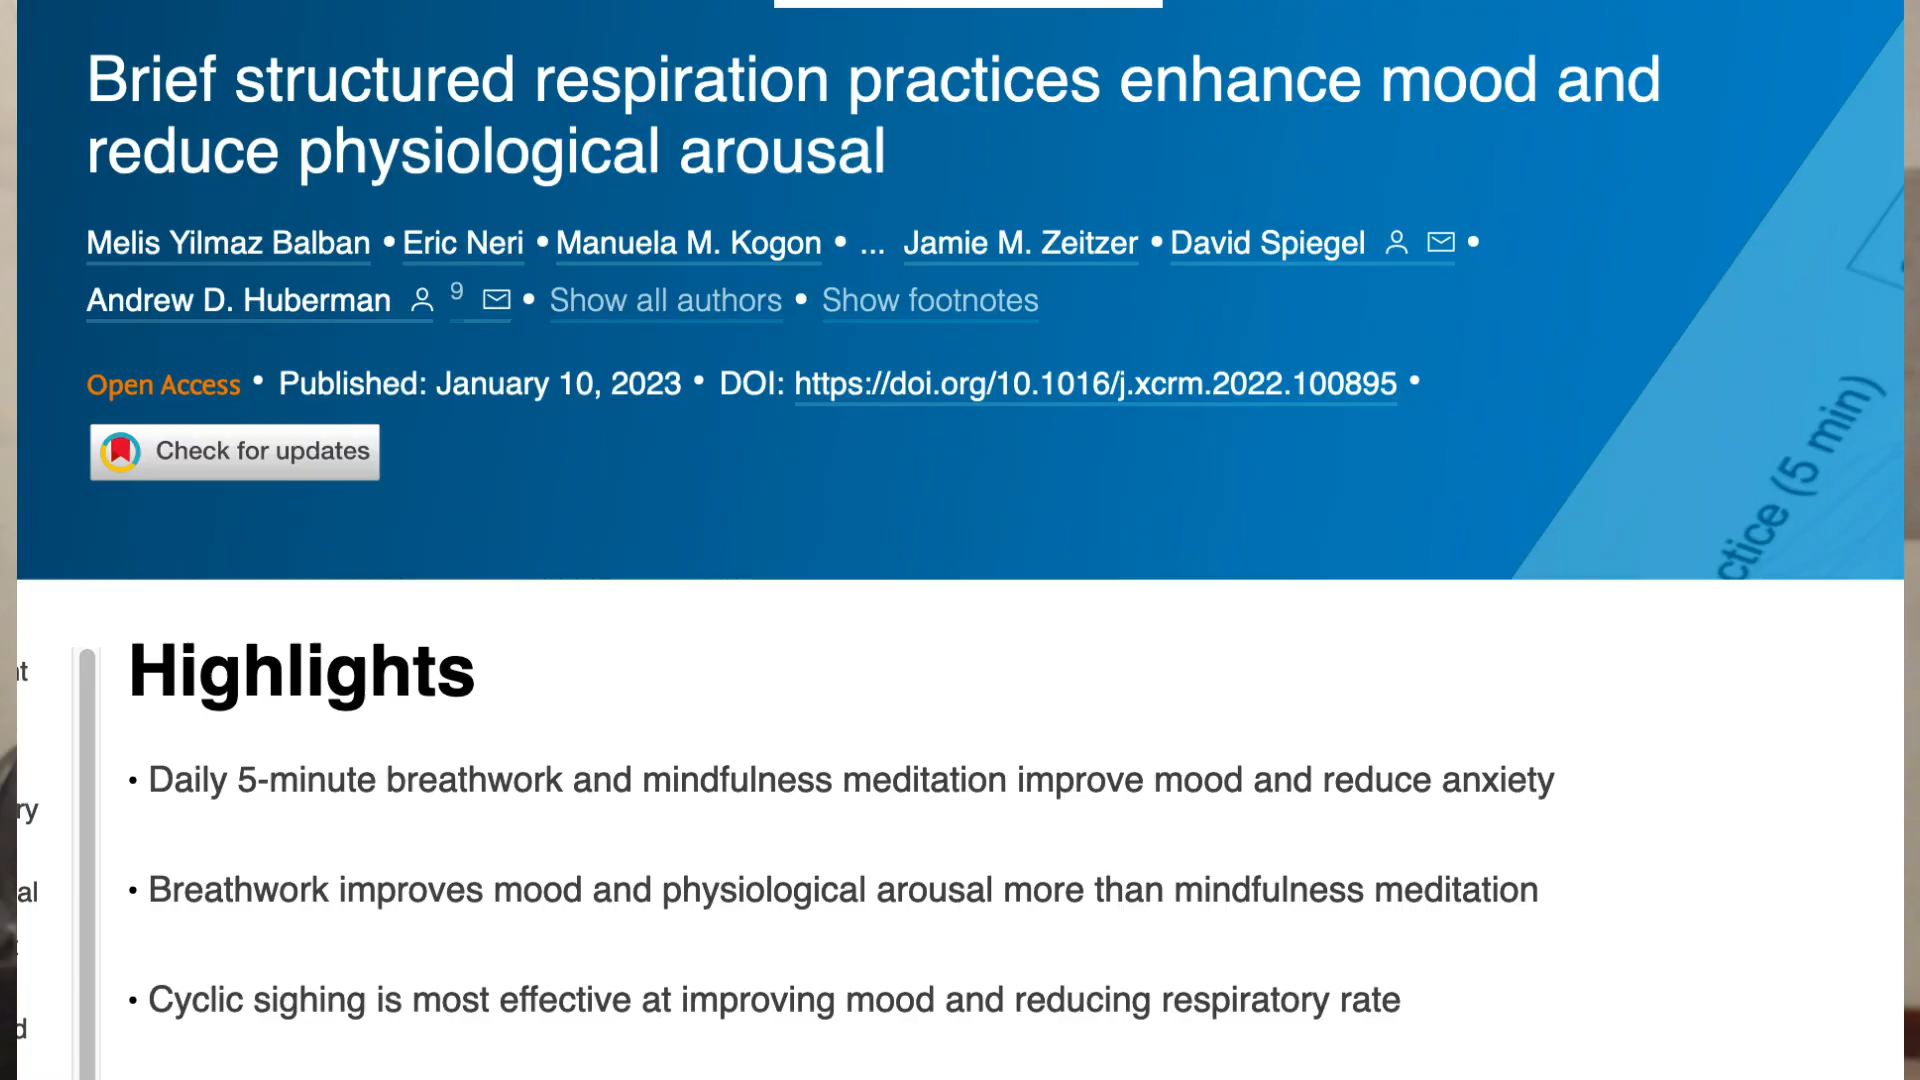 Brief structured respiration practices enhance mood and
reduce physiological arousal
Melis Yilmaz Balban • Eric Neri • Manuela M. Kogon • ... Jamie M. Zeitzer • David Spiegel •
Andrew D. Huberman 9 • Show all authors • Show footnotes
Open Access • Published: January 10, 2023 • DOI: https://doi.org/10.1016/j.xcrm.2022.100895 •
Check for updates
ctice (5 min)
Highlights
• Daily 5-minute breathwork and mindfulness meditation improve mood and reduce anxiety
• Breathwork improves mood and physiological arousal more than mindfulness meditation
• Cyclic sighing is most effective at improving mood and reducing respiratory rate